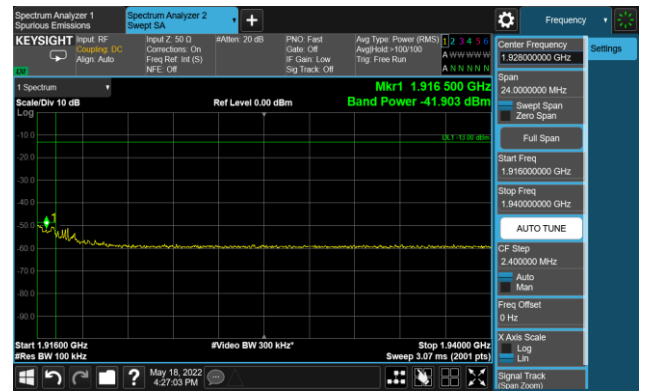 Spectrum Analyzer 1
Spurious Emissions
Spectrum Analyzer 2
Swept SA
Frequency
KEYSIGHT
Input: RF
Coupling: DC
Align: Auto
Input Z: 50 Ω
Corrections: On
Freq Ref: Int (S)
NFE: Off
#Atten: 20 dB
PNO: Fast
Gate: Off
IF Gain: Low
Sig Track: Off
Avg Type: Power (RMS)
Avg|Hold:>100/100
Trig: Free Run
1 2 3 4 5 6
A W W W W W
A N N N N N
Center Frequency
1.928000000 GHz
Settings
Span
24.0000000 MHz
Swept Span
Zero Span
Full Span
Start Freq
1.916000000 GHz
Stop Freq
1.940000000 GHz
AUTO TUNE
CF Step
2.400000 MHz
Auto
Man
Freq Offset
0 Hz
X Axis Scale
Log
Lin
Signal Track
(Span Zoom)
1 Spectrum
Scale/Div 10 dB
Log
Ref Level 0.00 dBm
Mkr1 1.916 500 GHz
Band Power -41.903 dBm
DL1 -13.00 dBm
-10.0
-20.0
-30.0
-40.0
-50.0
-60.0
-70.0
-80.0
-90.0
1
Start 1.91600 GHz
#Res BW 100 kHz
#Video BW 300 kHz*
Stop 1.94000 GHz
Sweep 3.07 ms (2001 pts)
May 18, 2022
4:27:03 PM